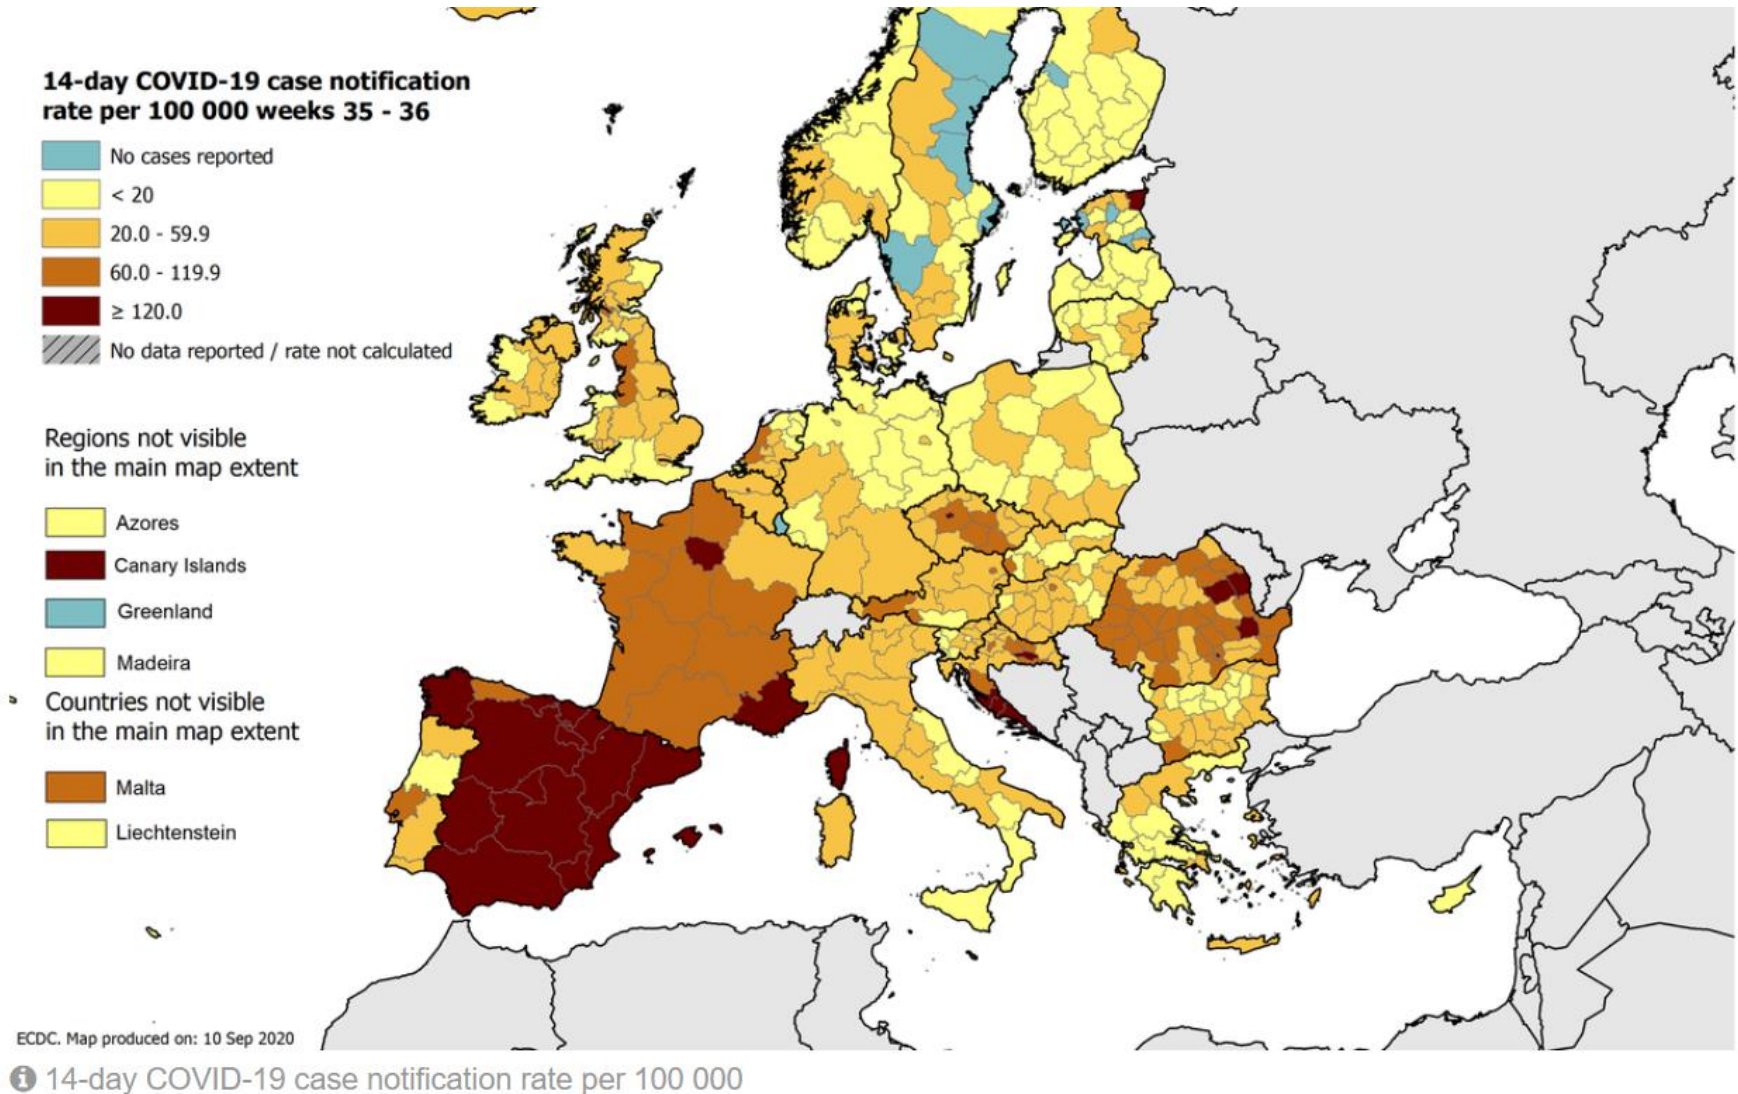 14-day COVID-19 case notification
rate per 100 000 weeks 35 - 36
No cases reported
< 20
20.0 - 59.9
60.0 - 119.9
≥ 120.0
No data reported / rate not calculated
Regions not visible
in the main map extent
Azores
Canary Islands
Greenland
Madeira
Countries not visible
in the main map extent
Malta
Liechtenstein
ECDC. Map produced on: 10 Sep 2020
14-day COVID-19 case notification rate per 100 000